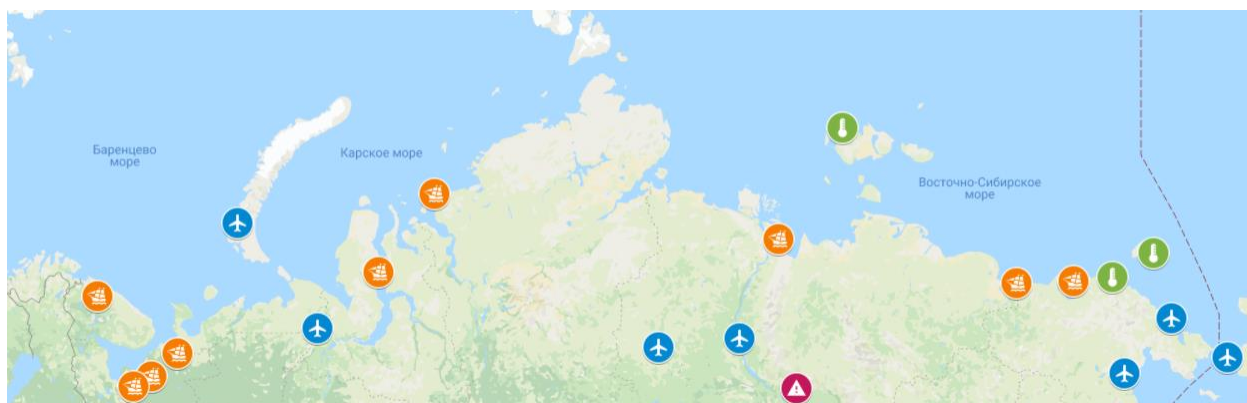 Баренцево
море
Карское море
Восточно-Сибирское
море